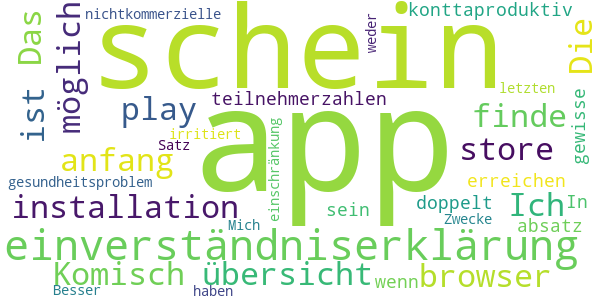 nichtkommerzielle
konttaproduktiv
Das
möglich
schein
weder
Die
ist
play
teilnehmerzahlen
letzten
app
finde
gewisse
irritiert
Satz
anfang
einschränkung
store
gesundheitsproblem
erreichen
installation
sein
doppelt
Ich
In
Zwecke
absatz
Mich
einverständniserklärung
Komisch
übersicht
wenn
browser
Besser
haben